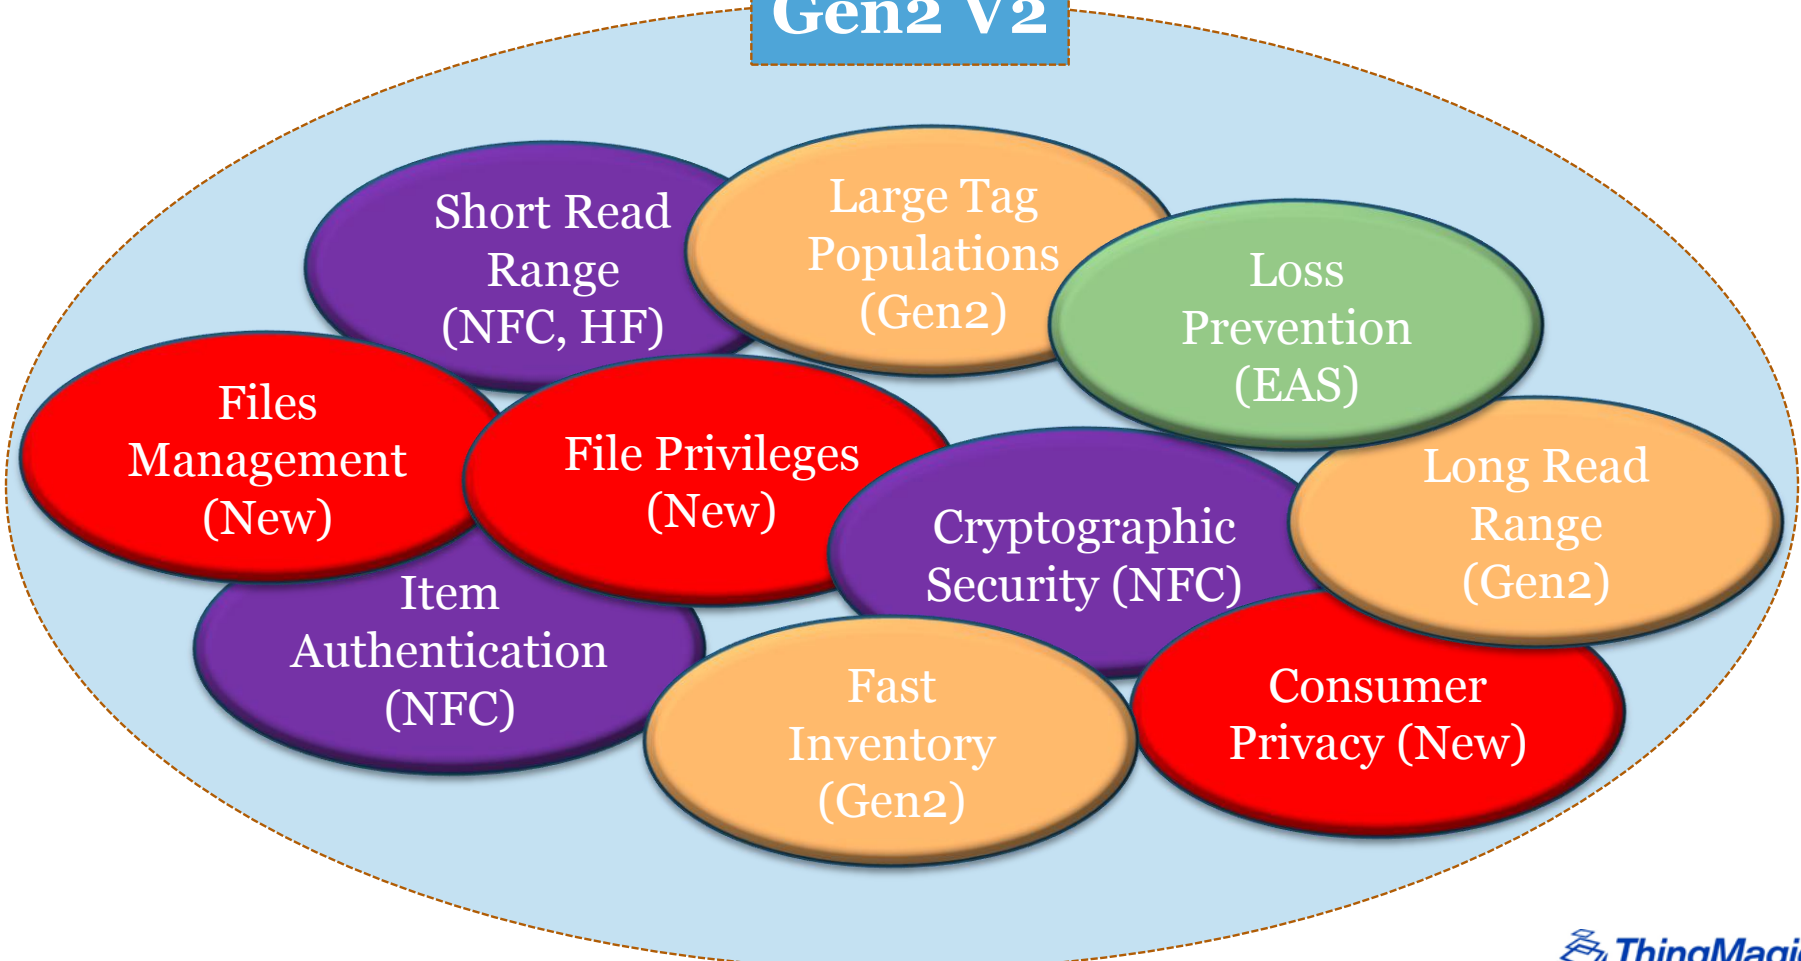 Gen2 V2
Short Read
Range
(NFC, HF)
Large Tag
Populations
(Gen2)
Loss
Prevention
(EAS)
Files
Management
(New)
File Privileges
(New)
Cryptographic
Security (NFC)
Long Read
Range
(Gen2)
Item
Authentication
(NFC)
Fast
Inventory
(Gen2)
Consumer
Privacy (New)
ThingMagic